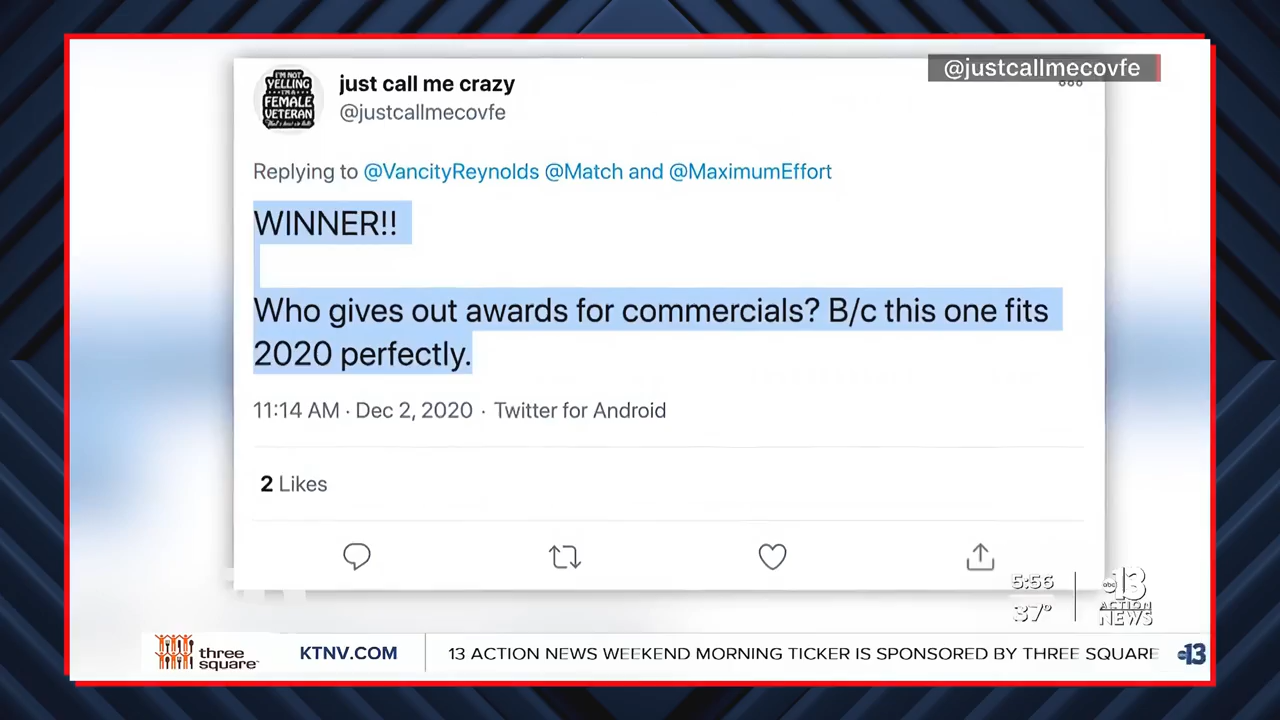 @justcallmecovfe
I'M NOT
YELLING
I'M A
FEMALE
VETERAN
just call me crazy
@justcallmecovfe
Replying to @VancityReynolds @Match and @MaximumEffort
WINNER!!
Who gives out awards for commercials? B/c this one fits
2020 perfectly.
11:14 AM · Dec 2, 2020 · Twitter for Android
2 Likes
5:56
37°
abc 13
ACTION
NEWS
three
square
KTNV.COM
13 ACTION NEWS WEEKEND MORNING TICKER IS SPONSORED BY THREE SQUARE
13